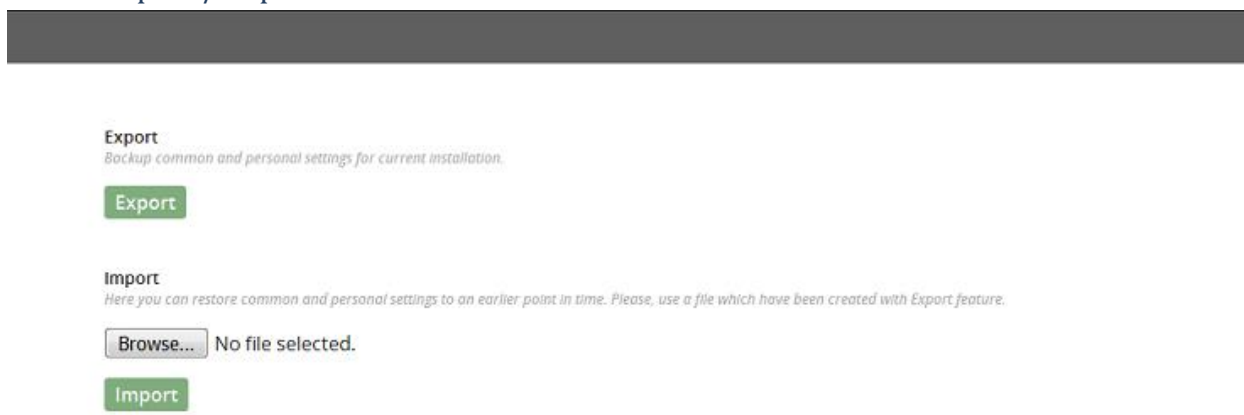 Export
Backup common and personal settings for current installation.
Export
Import
Here you can restore common and personal settings to an earlier point in time. Please, use a file which have been created with Export feature.
Browse... No file selected.
Import